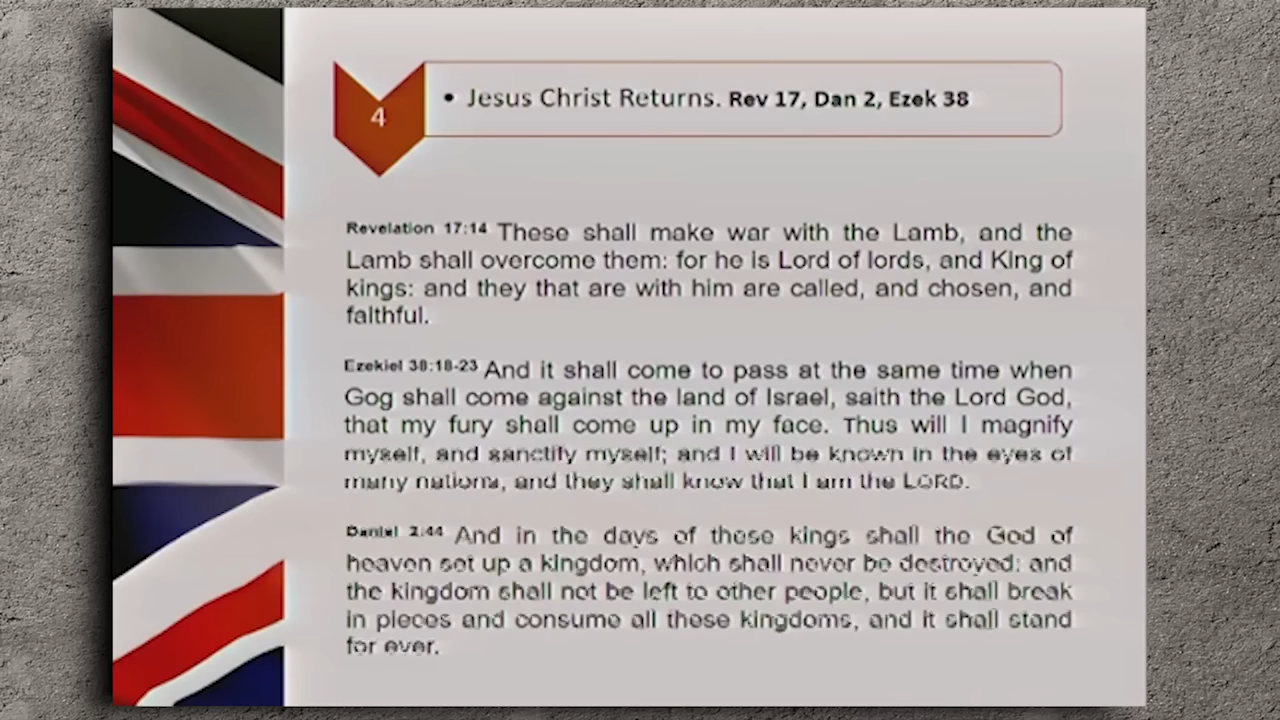 4
• Jesus Christ Returns. Rev 17, Dan 2, Ezek 38
Revelation 17:14 These shall make war with the Lamb, and the
Lamb shall overcome them: for he is Lord of lords, and King of
kings: and they that are with him are called, and chosen, and
faithful.
Ezekiel 38:18-23 And it shall come to pass at the same time when
Gog shall come against the land of Israel, saith the Lord God,
that my fury shall come up in my face. Thus will I magnify
myself, and sanctify myself; and I will be known in the eyes of
many nations, and they shall know that I am the LORD.
Daniel 2:44 And in the days of these kings shall the God of
heaven set up a kingdom, which shall never be destroyed: and
the kingdom shall not be left to other people, but it shall break
in pieces and consume all these kingdoms, and it shall stand
for ever.